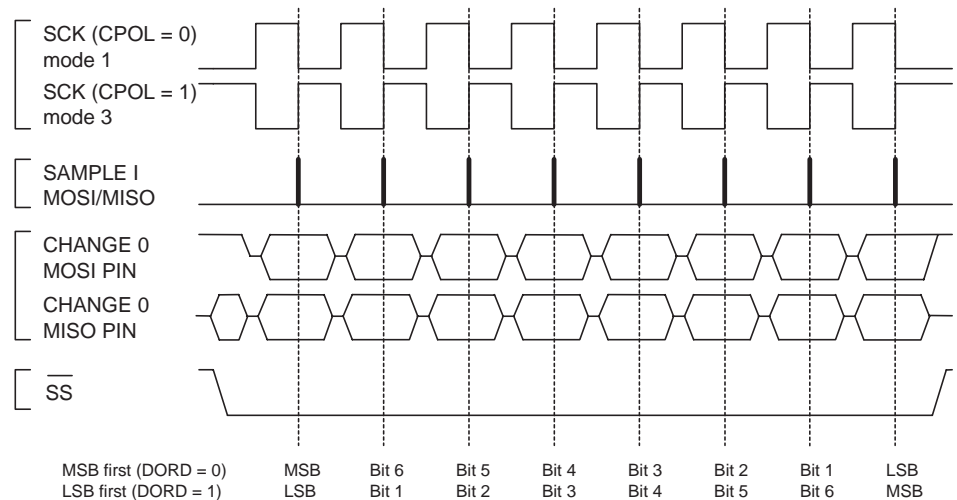 SCK (CPOL = 0)
mode 1
SCK (CPOL = 1)
mode 3
SAMPLE I
MOSI/MISO
CHANGE 0
MOSI PIN
CHANGE 0
MISO PIN
SS
MSB first (DORD = 0) MSB Bit 6 Bit 5 Bit 4 Bit 3 Bit 2 Bit 1 LSB
LSB first (DORD = 1) LSB Bit 1 Bit 2 Bit 3 Bit 4 Bit 5 Bit 6 MSB